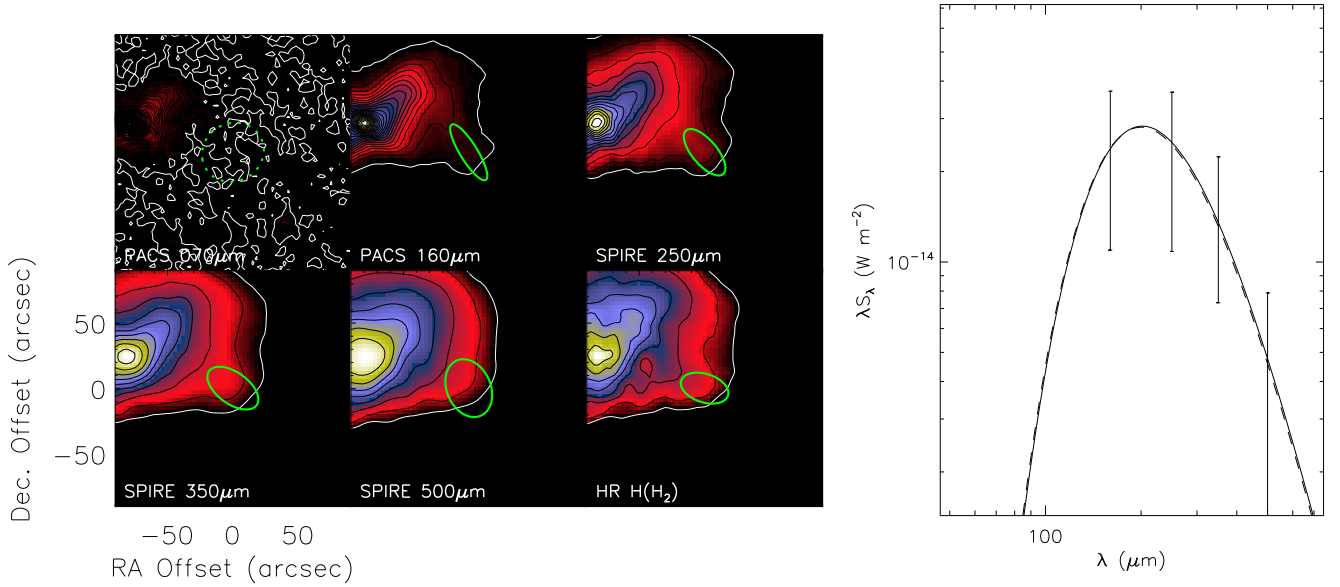 PACS 070μm
PACS 160μm
SPIRE 250μm
SPIRE 350μm
SPIRE 500μm
HR H(H₂)
50
0
−50
Dec. Offset (arcsec)
−50 0 50
RA Offset (arcsec)
λSλ (W m⁻²)
10⁻¹⁴
100
λ (μm)